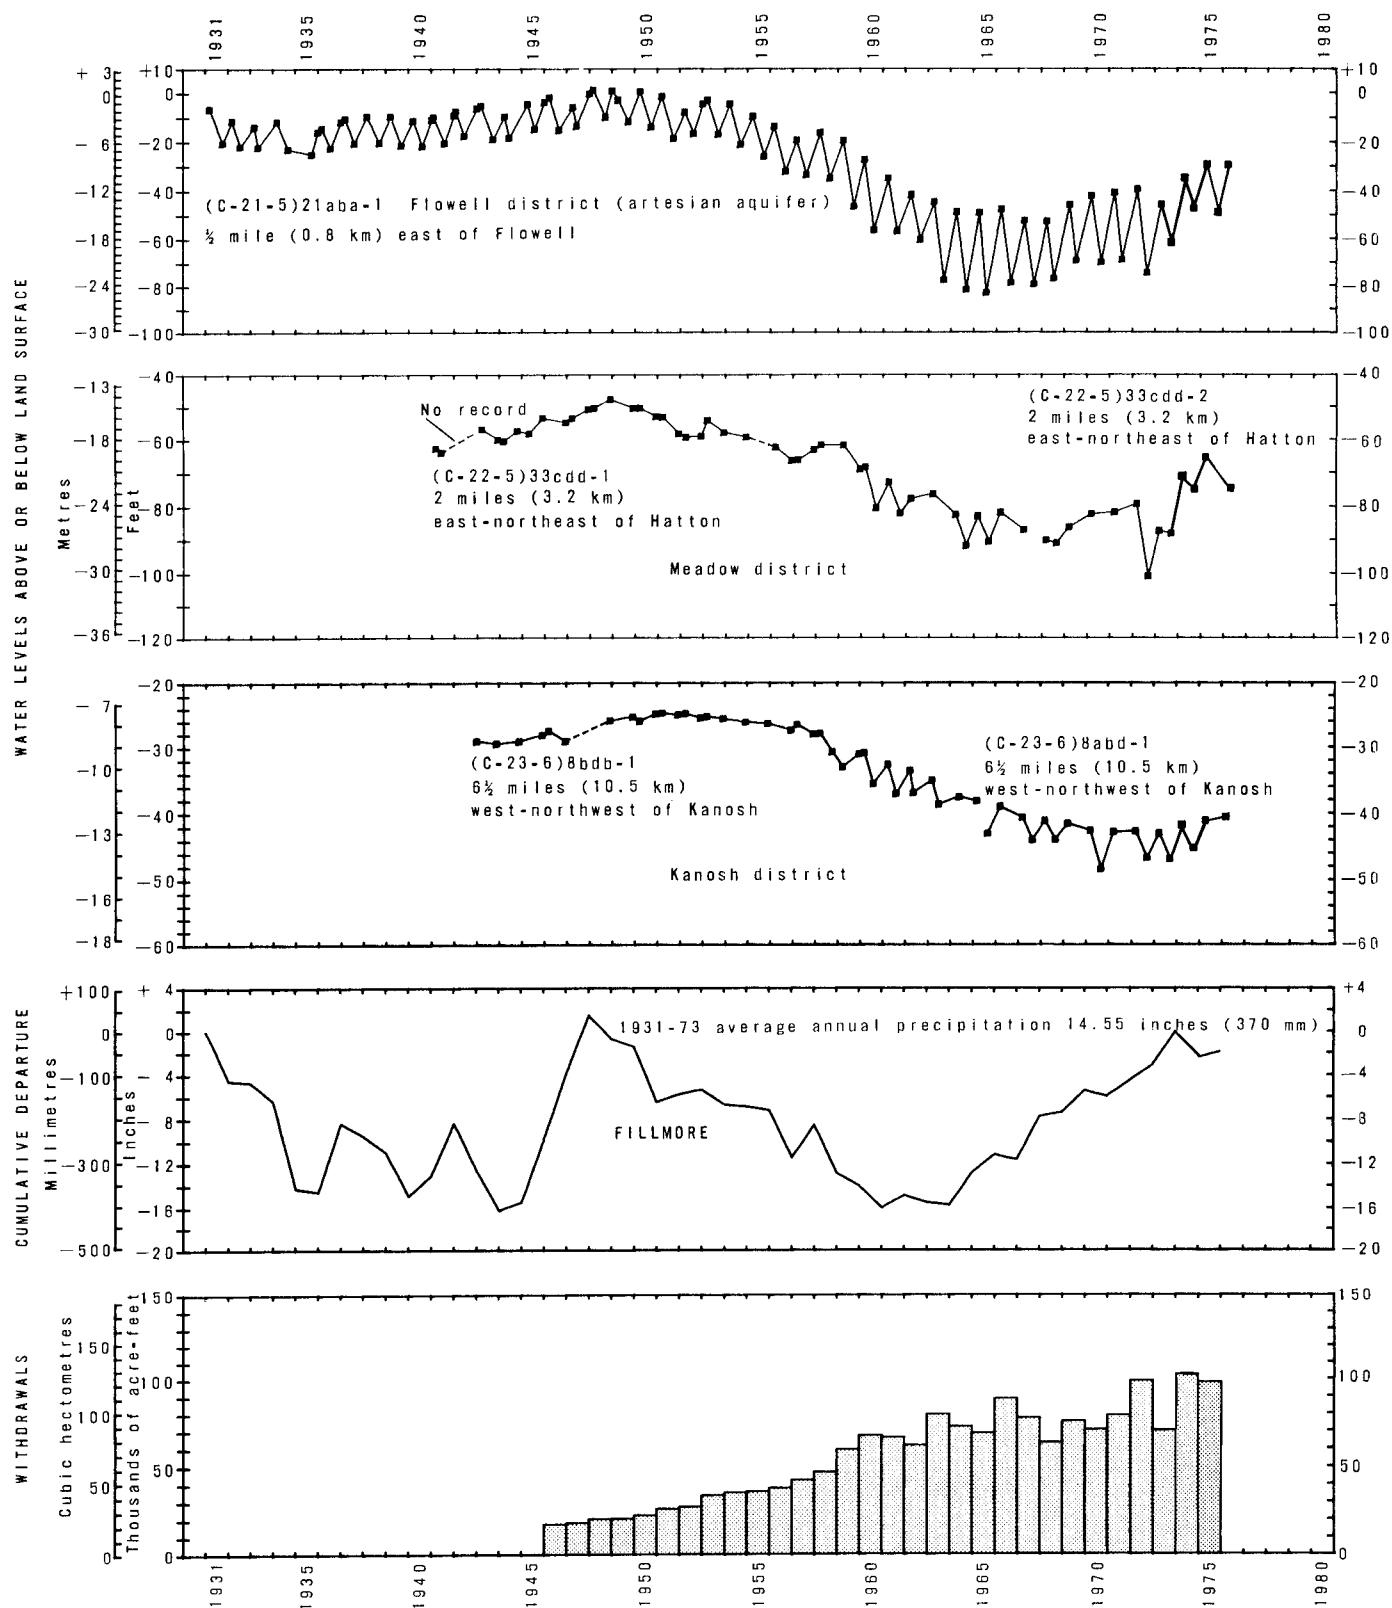 1931 1935 1940 1945 1950 1955 1960 1965 1970 1975 1980
WATER LEVELS ABOVE OR BELOW LAND SURFACE
Metres
Feet
+ 3
0
– 6
–12
–18
–24
–30
+10
0
–20
–40
–60
–80
–100
(C-21-5)21aba-1 Flowell district (artesian aquifer)
½ mile (0.8 km) east of Flowell
+10
0
–20
–40
–60
–80
–100
–13
–18
–24
–30
–36
–40
–60
–80
–100
–120
No record
(C-22-5)33cdd-1
2 miles (3.2 km)
east-northeast of Hatton
(C-22-5)33cdd-2
2 miles (3.2 km)
east-northeast of Hatton
Meadow district
–40
–60
–80
–100
–120
– 7
–10
–13
–16
–18
–20
–30
–40
–50
–60
(C-23-6)8bdb-1
6½ miles (10.5 km)
west-northwest of Kanosh
(C-23-6)8abd-1
6½ miles (10.5 km)
west-northwest of Kanosh
Kanosh district
–20
–30
–40
–50
–60
CUMULATIVE DEPARTURE
Millimetres
Inches
+100
0
–100
–300
–500
+ 4
0
– 4
– 8
–12
–16
–20
1931-73 average annual precipitation 14.55 inches (370 mm)
FILLMORE
+4
0
–4
–8
–12
–16
–20
WITHDRAWALS
Cubic hectometres
Thousands of acre-feet
150
100
50
0
150
100
50
0
150
100
50
0
1931 1935 1940 1945 1950 1955 1960 1965 1970 1975 1980